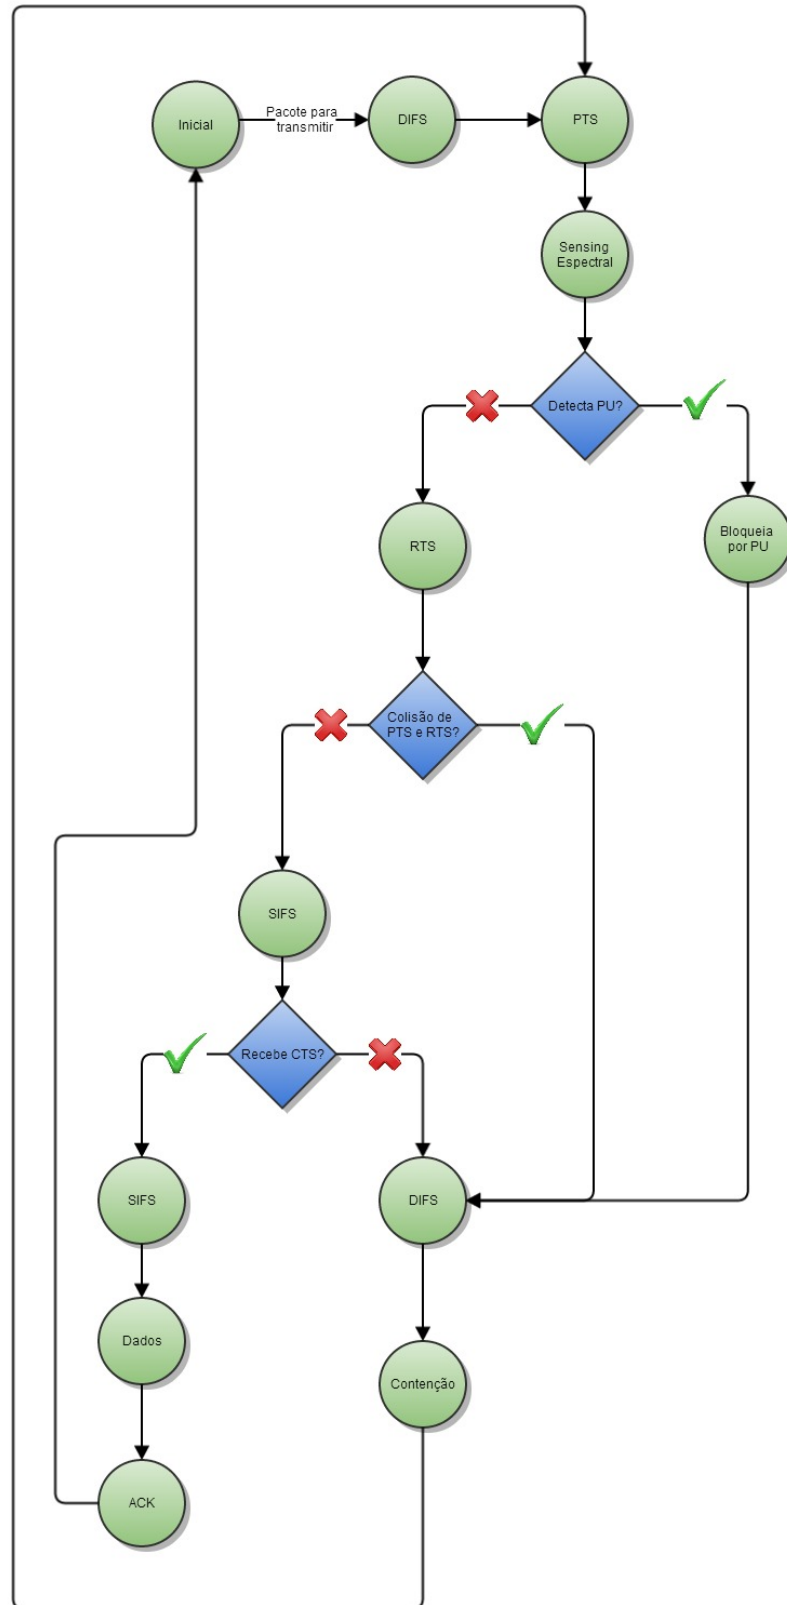 Inicial
Pacote para
transmitir
DIFS
PTS
Sensing
Espectral
Detecta PU?
RTS
Bloqueia
por PU
Colisão de
PTS e RTS?
SIFS
Recebe CTS?
SIFS
DIFS
Dados
Contenção
ACK